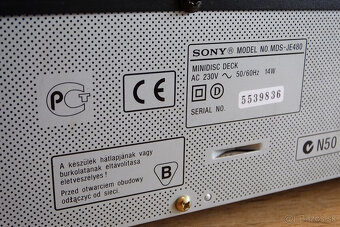 SONY® MODEL NO. MDS-JE480
MINIDISC DECK
AC 230V ~ 50/60Hz 14W
D
SERIAL NO. 5539836
PCT
CE
N50
A készülék hátlapjának vagy
burkolatának eltávolítása
életveszélyes!
Przed otwarciem obudowy
odłączyć od sieci.
B